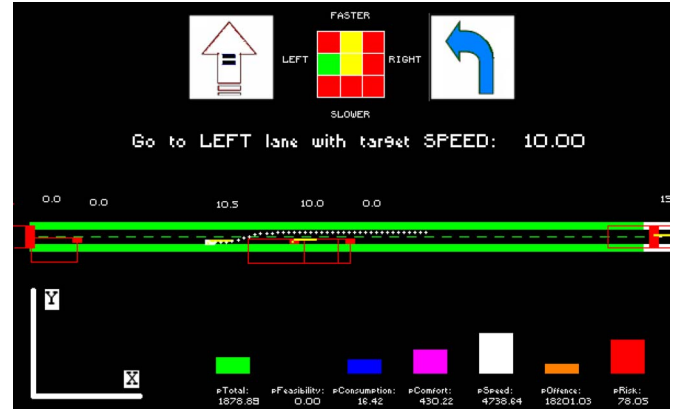 FASTER
LEFT
RIGHT
SLOWER
Go to LEFT lane with target SPEED: 10.00
0.0 0.0 10.5 10.0 0.0 15
Y
X
pTotal: pFeasibility: pConsumption: pComfort: pSpeed: pOffence: pRisk:
1878.85 0.00 16.42 430.22 4738.64 18201.03 78.05